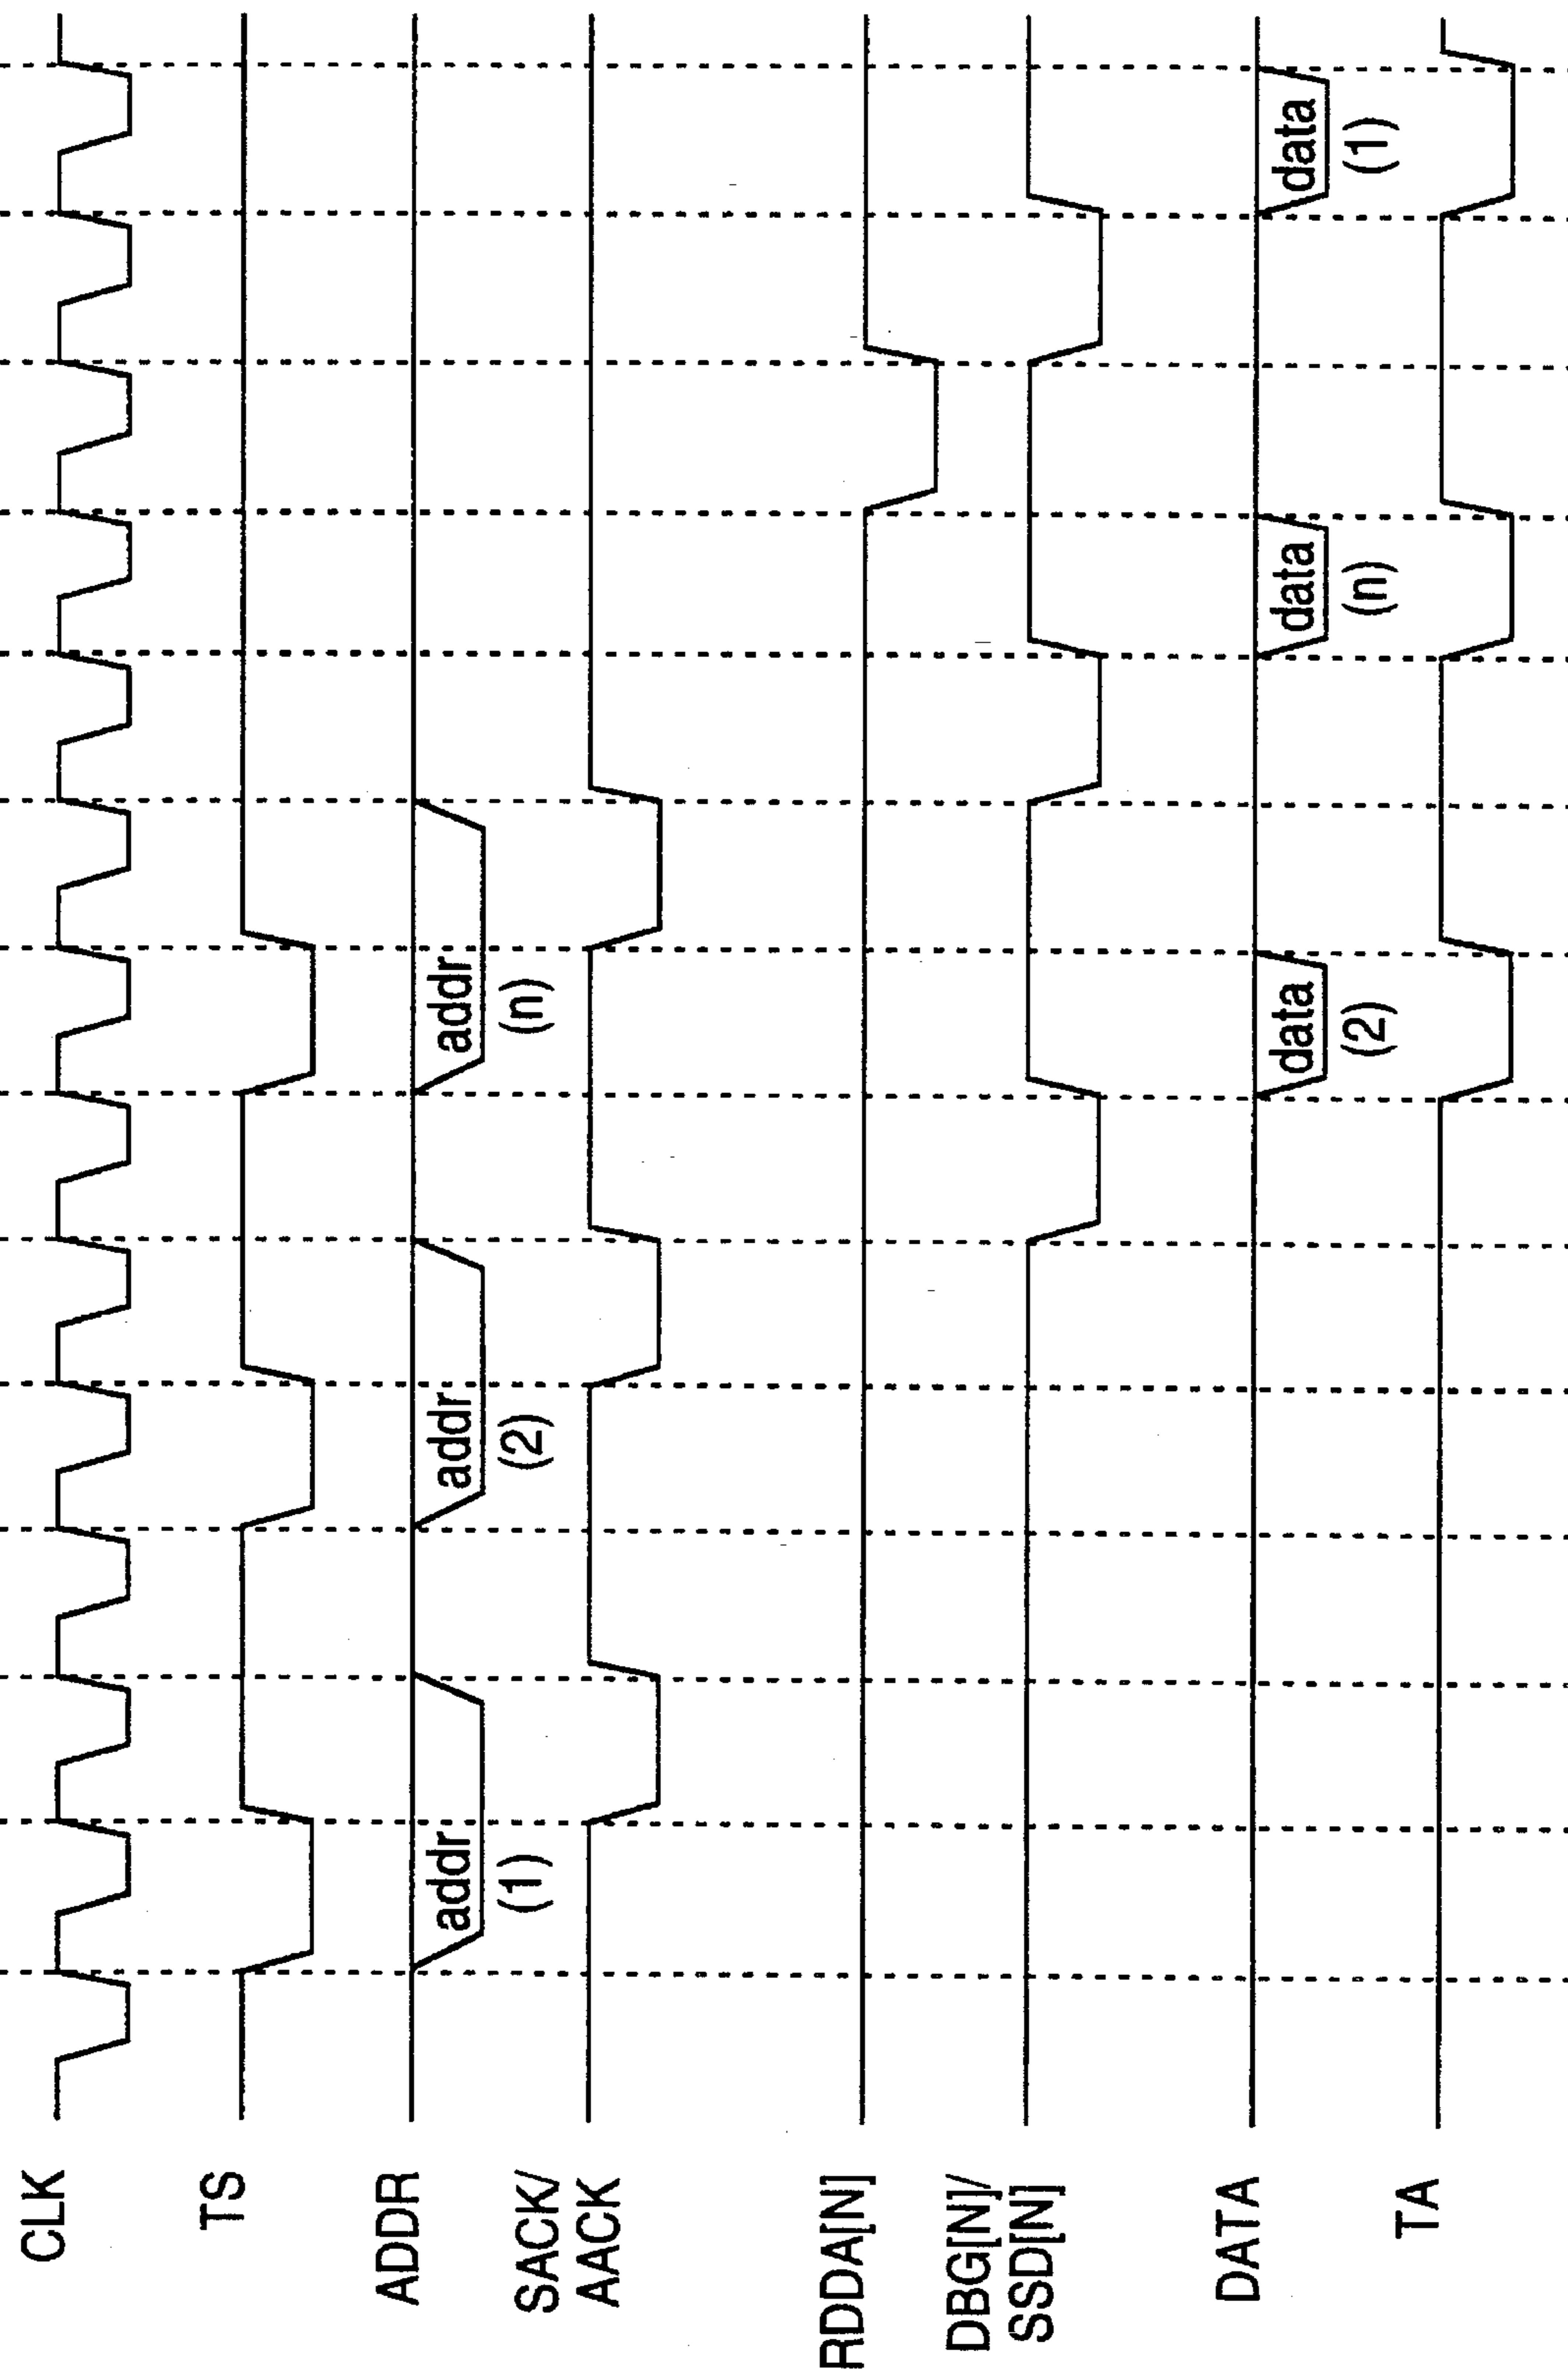 CLK
TS
ADDR
addr
(1)
addr
(2)
addr
(n)
SACK/
AACK
RDDA[N]
DBG[N]/
SSD[N]
DATA
data
(2)
data
(n)
data
(1)
TA